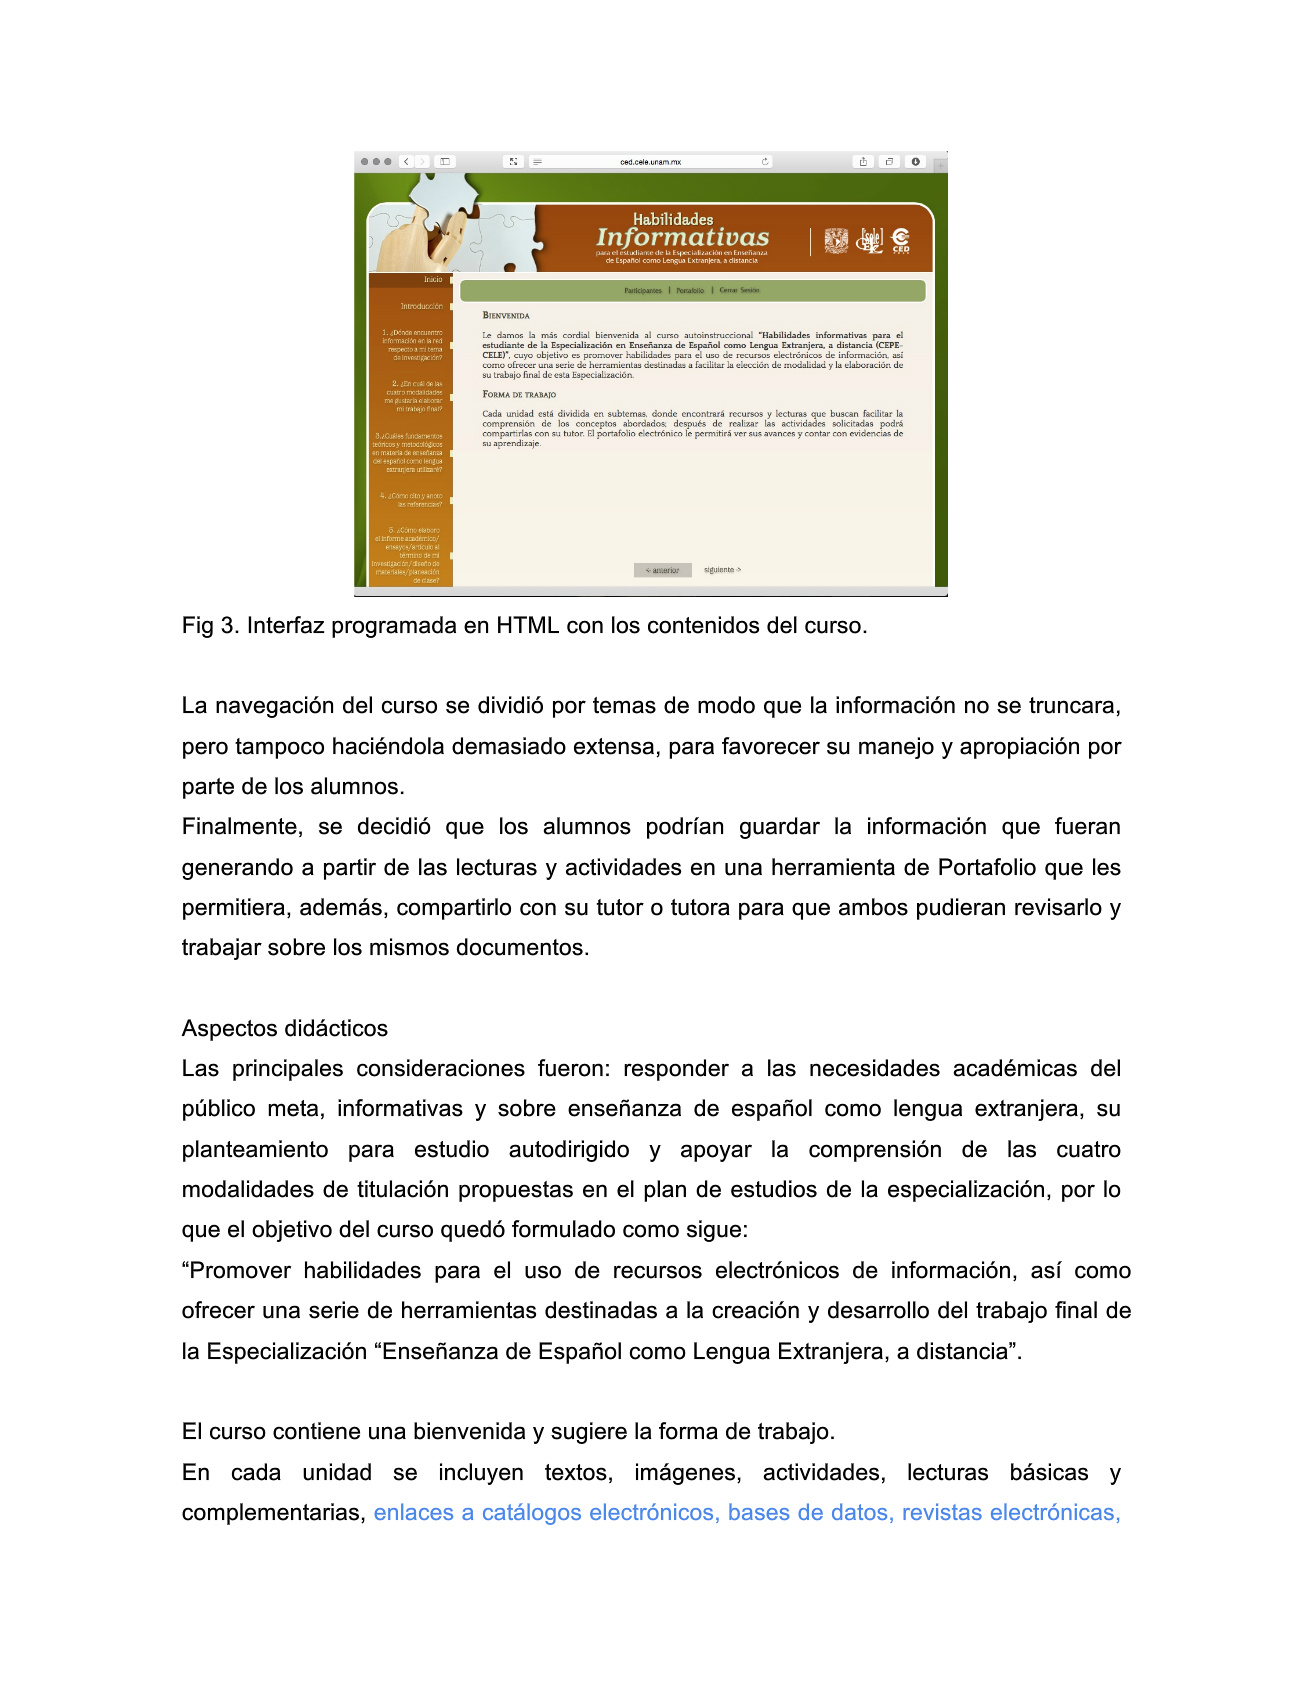 ced.cele.unam.mx
Habilidades
Informativas
para el estudiante de la Especialización en Enseñanza
de Español como Lengua Extranjera, a distancia
CED
Inicio
Participantes | Portafolio | Cerrar Sesión
Introducción
1. ¿Dónde encuentro
información en la red
respecto a mi tema
de investigación?
2. ¿En cuál de las
cuatro modalidades
me gustaría elaborar
mi trabajo final?
3.¿Cuáles fundamentos
teóricos y metodológicos
en materia de enseñanza
del español como lengua
extranjera utilizaré?
4. ¿Cómo cito y anoto
las referencias?
5. ¿Cómo elaboro
el informe académico/
ensayos/artículo al
término de mi
investigación/diseño de
materiales/planeación
de clase?
Bienvenida
Le damos la más cordial bienvenida al curso autoinstruccional “Habilidades informativas para el
estudiante de la Especialización en Enseñanza de Español como Lengua Extranjera, a distancia (CEPE-
CELE)”, cuyo objetivo es promover habilidades para el uso de recursos electrónicos de información, así
como ofrecer una serie de herramientas destinadas a facilitar la elección de modalidad y la elaboración de
su trabajo final de esta Especialización.
Forma de trabajo
Cada unidad está dividida en subtemas, donde encontrará recursos y lecturas que buscan facilitar la
comprensión de los conceptos abordados; después de realizar las actividades solicitadas podrá
compartirlas con su tutor. El portafolio electrónico le permitirá ver sus avances y contar con evidencias de
su aprendizaje.
<- anterior siguiente ->
Fig 3. Interfaz programada en HTML con los contenidos del curso.
La navegación del curso se dividió por temas de modo que la información no se truncara,
pero tampoco haciéndola demasiado extensa, para favorecer su manejo y apropiación por
parte de los alumnos.
Finalmente, se decidió que los alumnos podrían guardar la información que fueran
generando a partir de las lecturas y actividades en una herramienta de Portafolio que les
permitiera, además, compartirlo con su tutor o tutora para que ambos pudieran revisarlo y
trabajar sobre los mismos documentos.
Aspectos didácticos
Las principales consideraciones fueron: responder a las necesidades académicas del
público meta, informativas y sobre enseñanza de español como lengua extranjera, su
planteamiento para estudio autodirigido y apoyar la comprensión de las cuatro
modalidades de titulación propuestas en el plan de estudios de la especialización, por lo
que el objetivo del curso quedó formulado como sigue:
“Promover habilidades para el uso de recursos electrónicos de información, así como
ofrecer una serie de herramientas destinadas a la creación y desarrollo del trabajo final de
la Especialización “Enseñanza de Español como Lengua Extranjera, a distancia”.
El curso contiene una bienvenida y sugiere la forma de trabajo.
En cada unidad se incluyen textos, imágenes, actividades, lecturas básicas y
complementarias, enlaces a catálogos electrónicos, bases de datos, revistas electrónicas,